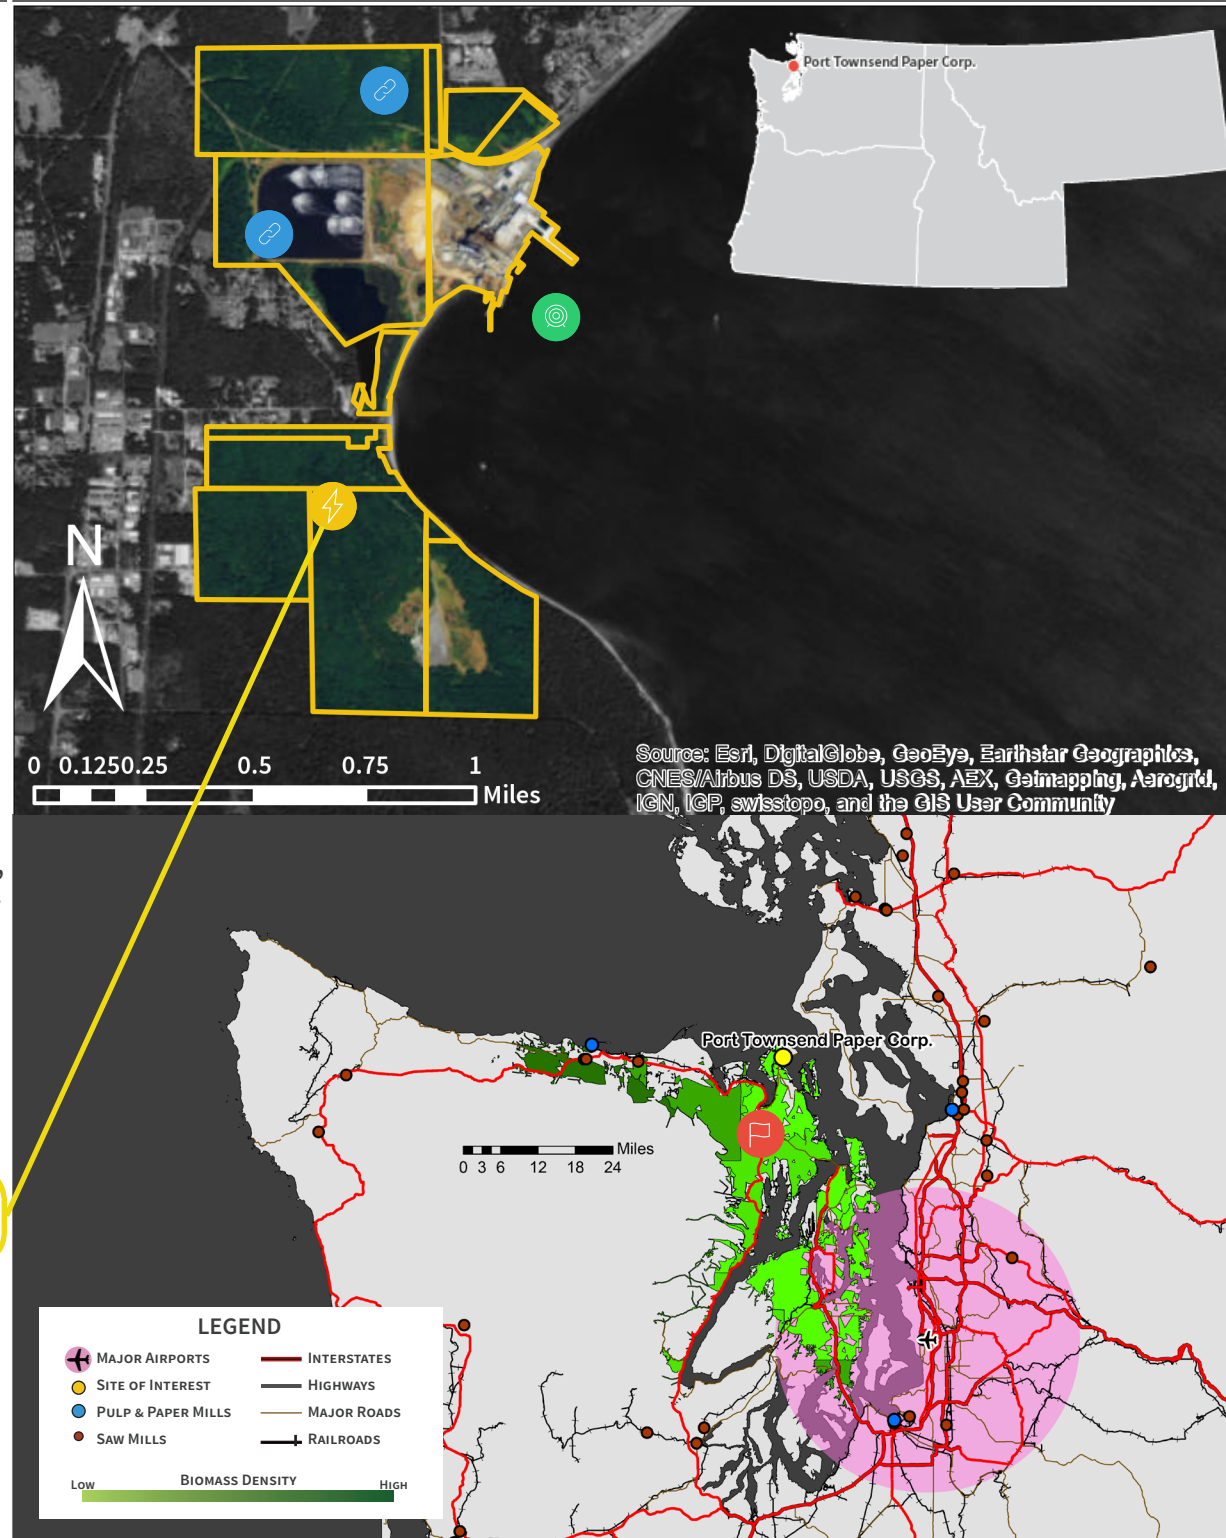 Port Townsend Paper Corp.
N
0 0.125 0.25 0.5 0.75 1
Miles
Source: Esri, DigitalGlobe, GeoEye, Earthstar Geographics,
CNES/Airbus DS, USDA, USGS, AEX, Getmapping, Aerogrid,
IGN, IGP, swisstopo, and the GIS User Community
Port Townsend Paper Corp.
Miles
0 3 6 12 18 24
LEGEND
MAJOR AIRPORTS
INTERSTATES
SITE OF INTEREST
HIGHWAYS
PULP & PAPER MILLS
MAJOR ROADS
SAW MILLS
RAILROADS
BIOMASS DENSITY
LOW
HIGH